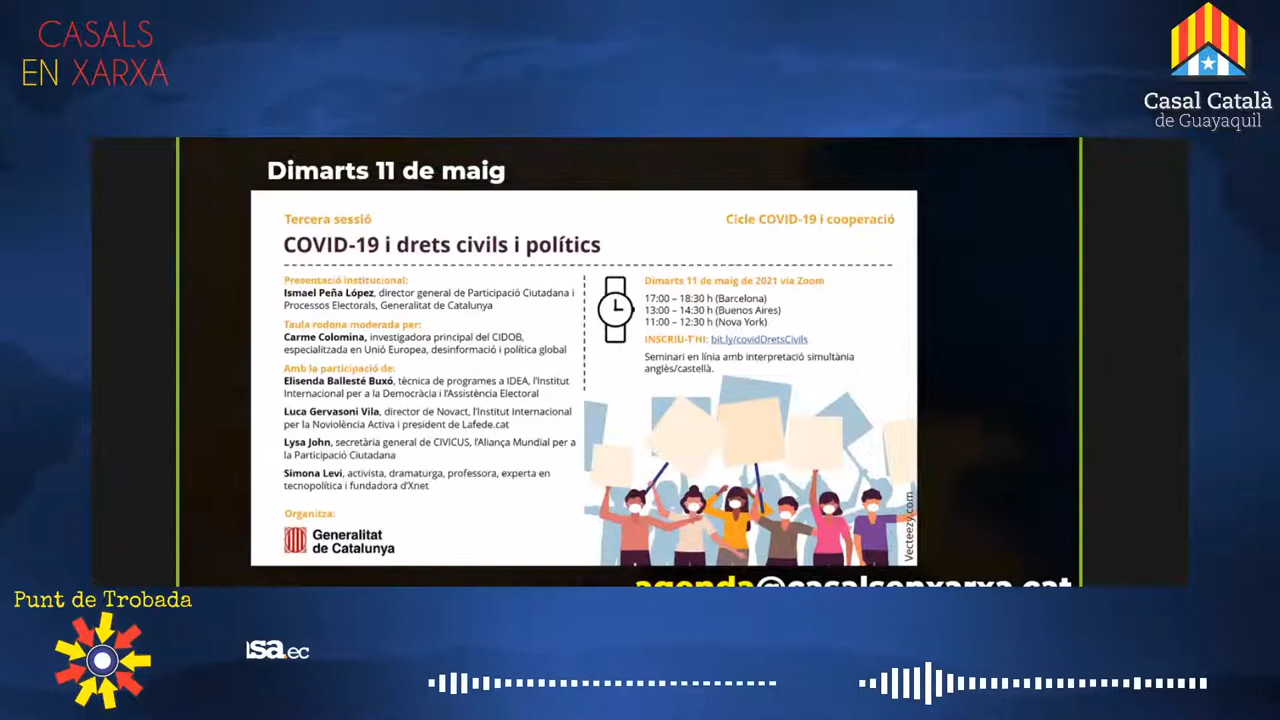 CASALS
EN XARXA
Casal Català
de Guayaquil
Dimarts 11 de maig
Tercera sessió
Cicle COVID-19 i cooperació
COVID-19 i drets civils i polítics
Presentació institucional:
Ismael Peña López, director general de Participació Ciutadana i
Processos Electorals, Generalitat de Catalunya
Taula rodona moderada per:
Carme Colomina, investigadora principal del CIDOB,
especialitzada en Unió Europea, desinformació i política global
Amb la participació de:
Elisenda Ballesté Buxó, tècnica de programes a IDEA, l'Institut
Internacional per a la Democràcia i l'Assistència Electoral
Luca Gervasoni Vila, director de Novact, l'Institut Internacional
per la Noviolència Activa i president de Lafede.cat
Lysa John, secretària general de CIVICUS, l'Aliança Mundial per a
la Participació Ciutadana
Simona Levi, activista, dramaturga, professora, experta en
tecnopolítica i fundadora d'Xnet
Organitza:
Generalitat
de Catalunya
Dimarts 11 de maig de 2021 via Zoom
17:00 – 18:30 h (Barcelona)
13:00 – 14:30 h (Buenos Aires)
11:00 – 12:30 h (Nova York)
INSCRIU-T'HI: bit.ly/covidDretsCivils
Seminari en línia amb interpretació simultània
anglès/castellà.
Vecteezy.com
agenda@casalsenxarxa.cat
Punt de Trobada
sa.ec